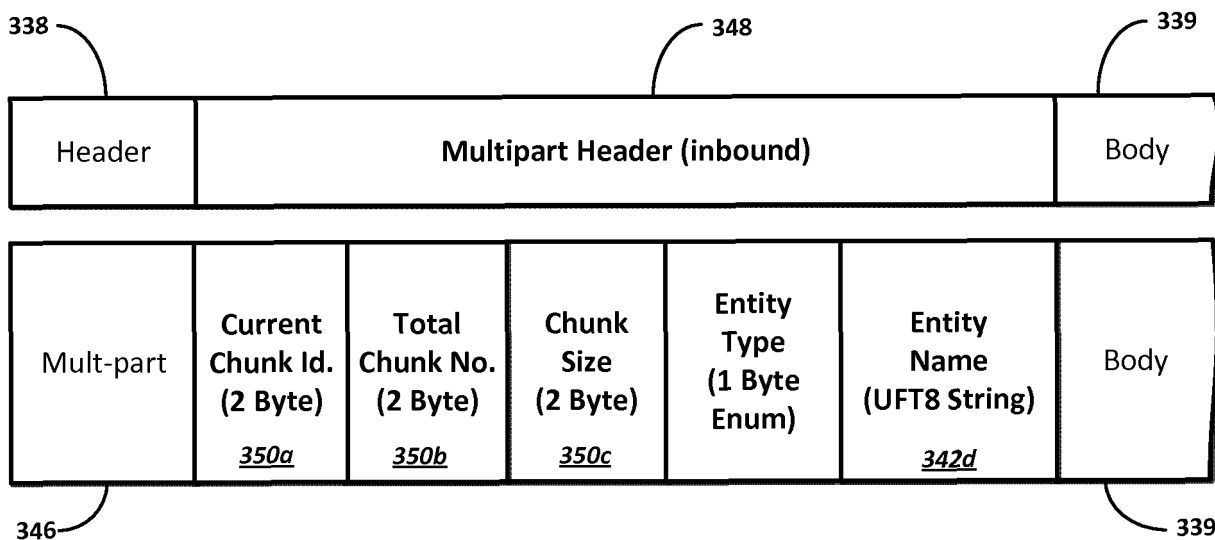 338
348
339
Header
Multipart Header (inbound)
Body
Mult-part
Current
Chunk Id.
(2 Byte)
350a
Total
Chunk No.
(2 Byte)
350b
Chunk
Size
(2 Byte)
350c
Entity
Type
(1 Byte
Enum)
Entity
Name
(UFT8 String)
342d
Body
346
339